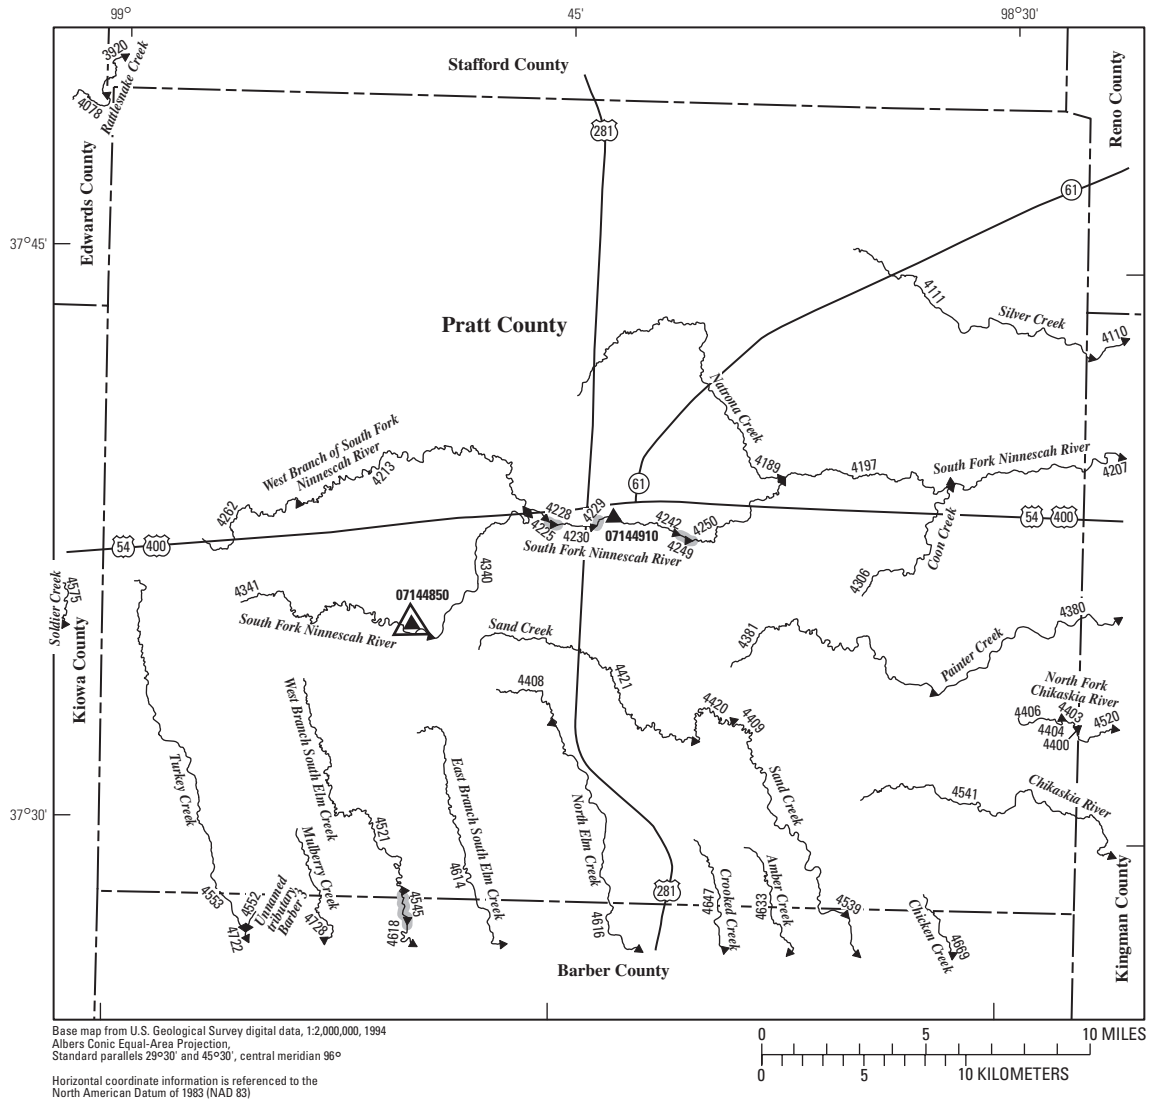 99°
45'
98°30'
3920
Rattlesnake Creek
4078
Stafford County
281
Reno County
61
Edwards County
37°45'
4111
Silver Creek
4110
Pratt County
Natrona Creek
West Branch of South Fork
Ninnescah River
4213
4262
4189
4197
South Fork Ninnescah River
4207
61
4228
4229
4225
4230
07144910
4242
4250
4249
South Fork Ninnescah River
54
400
54
400
Coon Creek
4306
Soldier Creek
4575
4341
4340
07144850
South Fork Ninnescah River
Sand Creek
4381
4380
Painter Creek
Kiowa County
4408
4421
4420
4409
North Fork
Chikaskia River
4406
4403
4404
4400
4520
West Branch South Elm Creek
Turkey Creek
East Branch South Elm Creek
North Elm Creek
Sand Creek
4541
Chikaskia River
37°30'
4521
Mulberry Creek
4614
281
Crooked Creek
4647
Amber Creek
4633
4539
Chicken Creek
4669
Kingman County
4553
4552
Unnamed
tributary,
Barber 3
4722
4728
4545
4618
4616
Barber County
Base map from U.S. Geological Survey digital data, 1:2,000,000, 1994
Albers Conic Equal-Area Projection,
Standard parallels 29°30' and 45°30', central meridian 96°
Horizontal coordinate information is referenced to the
North American Datum of 1983 (NAD 83)
0 5 10 MILES
0 5 10 KILOMETERS